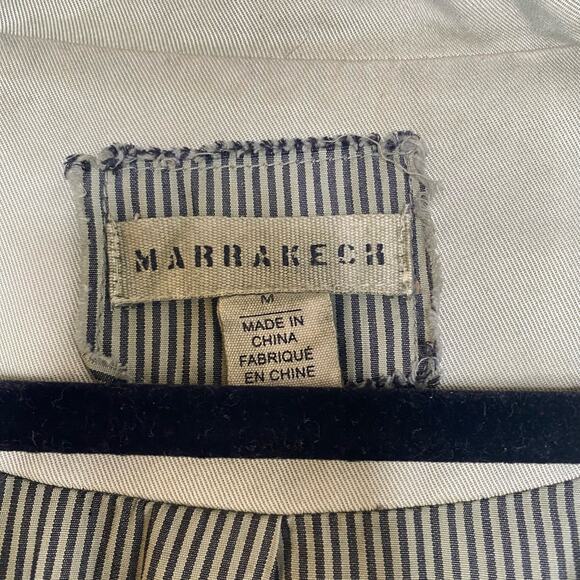 MARRAKECH
M
MADE IN
CHINA
FABRIQUÉ
EN CHINE